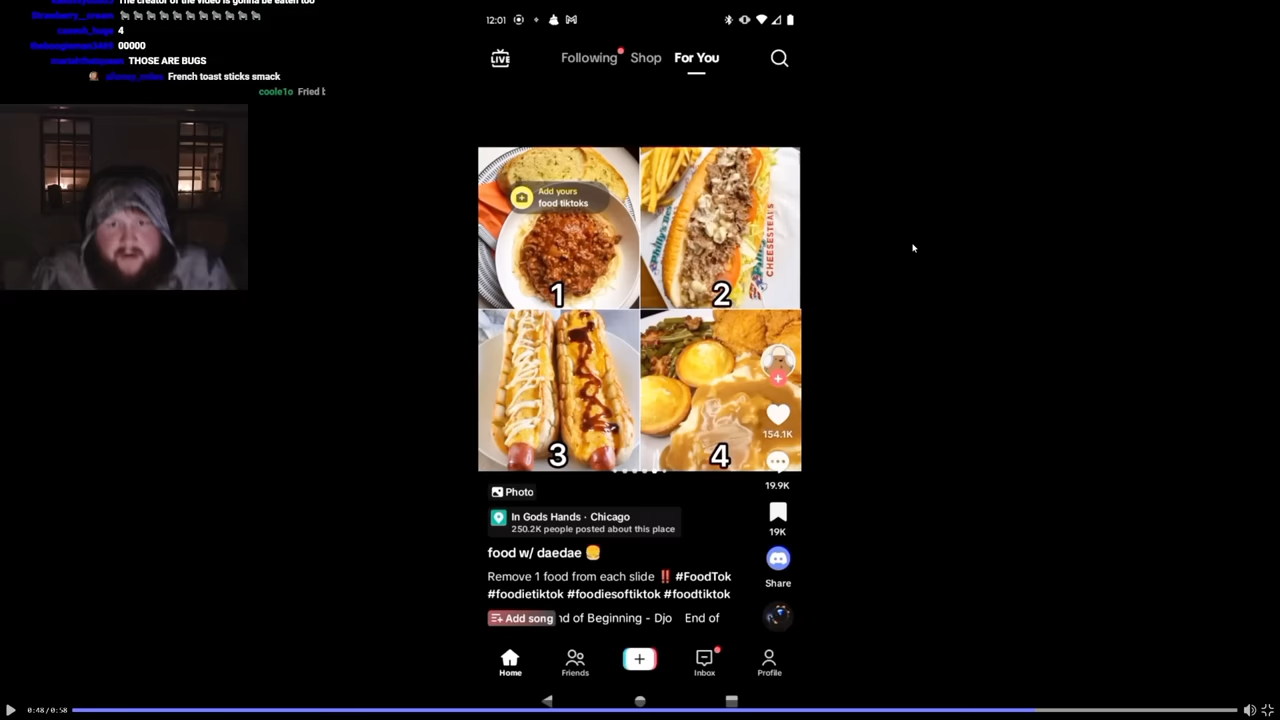 The creator of the video is gonna be eaten too
4
00000
THOSE ARE BUGS
French toast sticks smack
coole1o Fried
12:01
LIVE
Following
Shop
For You
Add yours
food tiktoks
CHEESESTEAKS
1
2
3
4
154.1K
19.9K
19K
Share
Photo
In Gods Hands · Chicago
250.2K people posted about this place
food w/ daedae
Remove 1 food from each slide ‼️ #FoodTok
#foodietiktok #foodiesoftiktok #foodtiktok
Add song
nd of Beginning - Djo End of
Home
Friends
Inbox
Profile
0:48/0:58